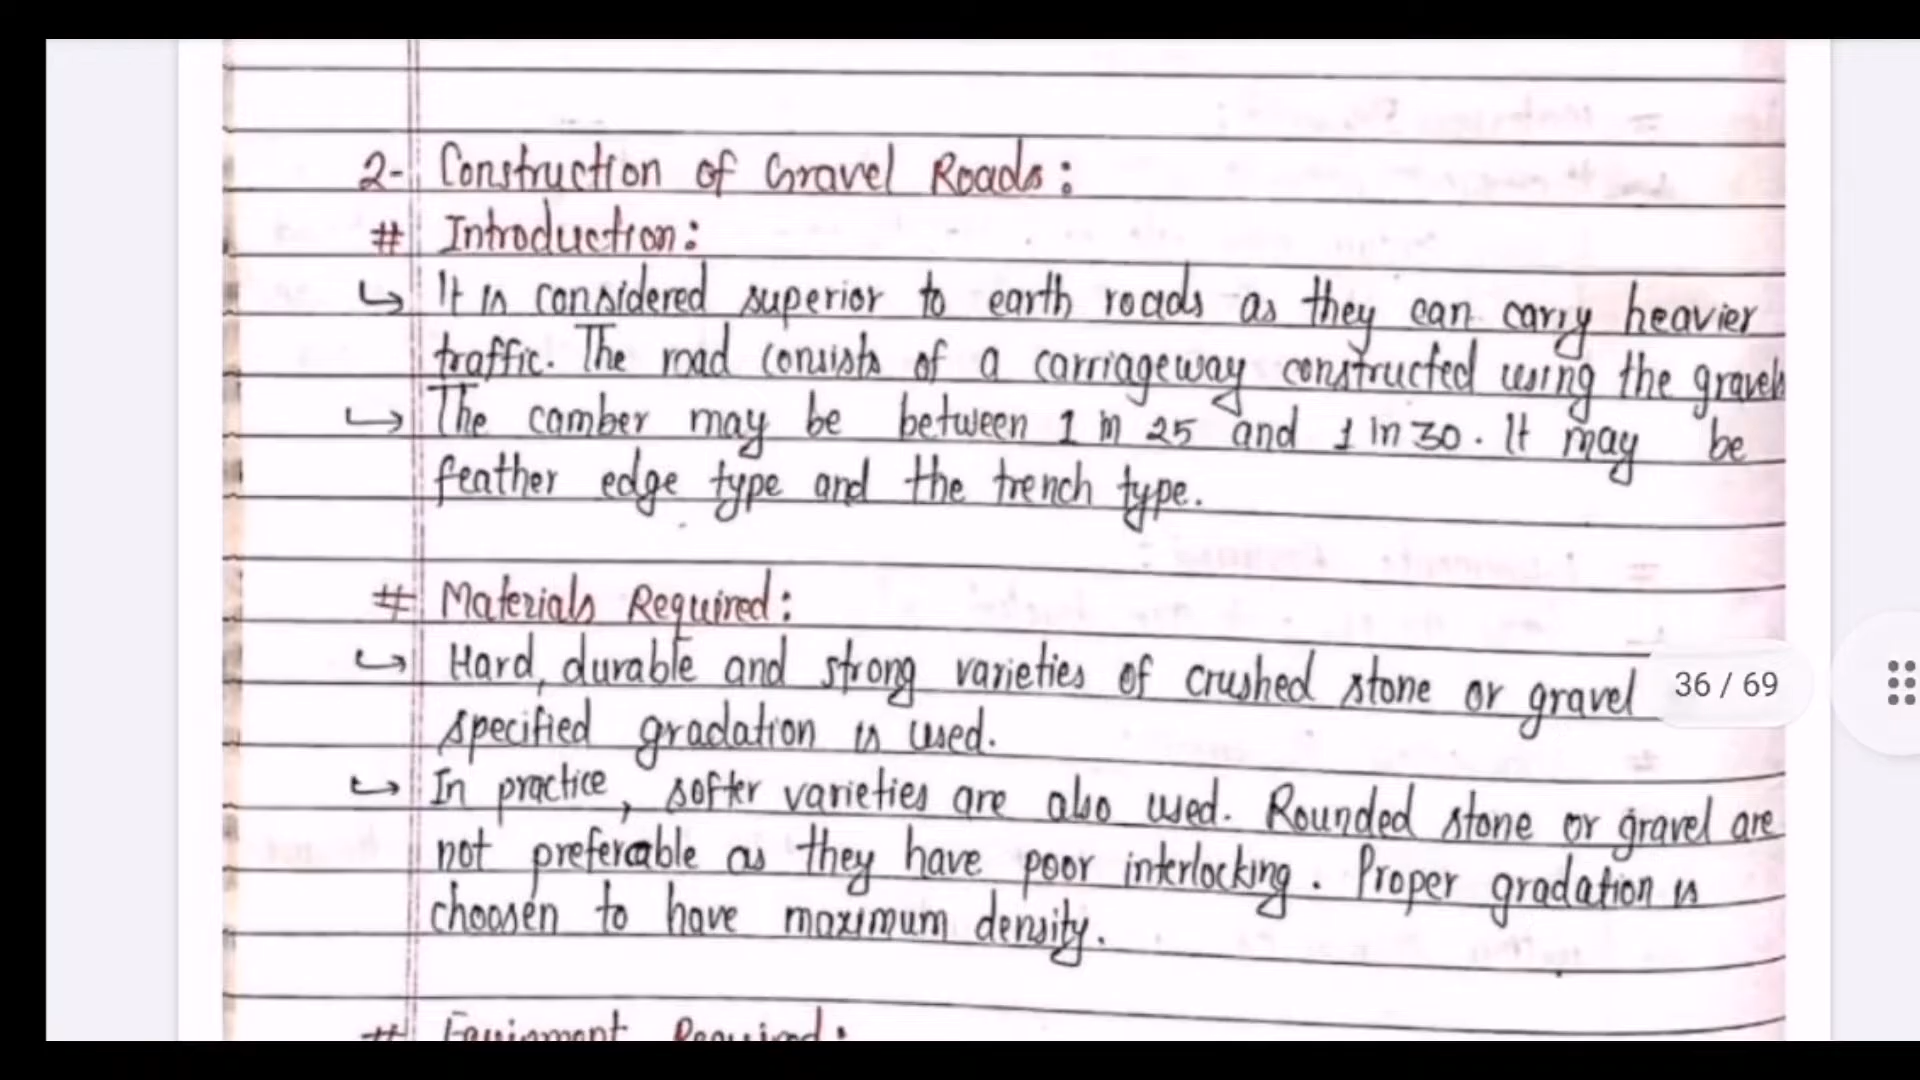 2- Construction of Gravel Roads:
# Introduction:
↳ It is considered superior to earth roads as they can carry heavier
traffic. The road consists of a carriageway constructed using the gravels
↳ The camber may be between 1 in 25 and 1 in 30. It may be
feather edge type and the trench type.
# Materials Required:
↳ Hard, durable and strong varieties of crushed stone or gravel
36 / 69
specified gradation is used.
↳ In practice, softer varieties are also used. Rounded stone or gravel are
not preferable as they have poor interlocking. Proper gradation is
choosen to have maximum density.
# Equipment Required: